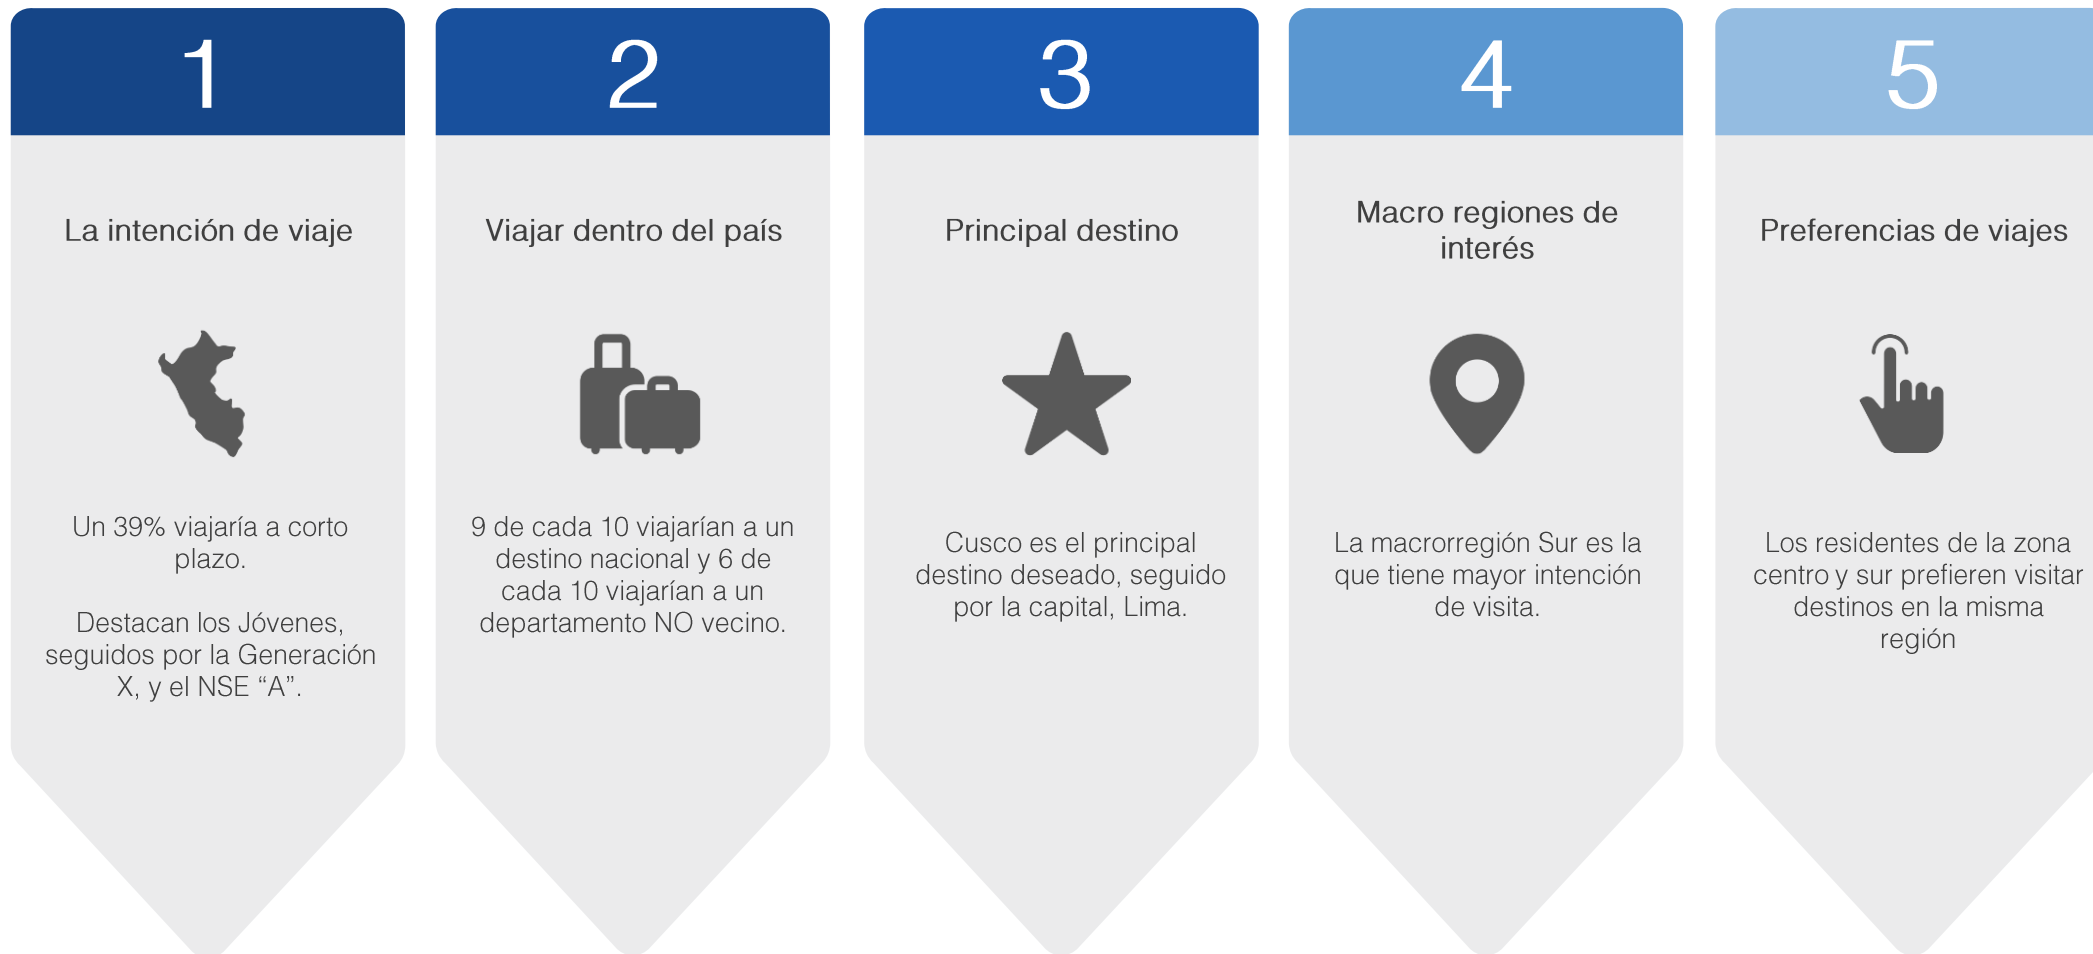 1
La intención de viaje
Un 39% viajaría a corto
plazo.
Destacan los Jóvenes,
seguidos por la Generación
X, y el NSE “A”.
2
Viajar dentro del país
9 de cada 10 viajarían a un
destino nacional y 6 de
cada 10 viajarían a un
departamento NO vecino.
3
Principal destino
Cusco es el principal
destino deseado, seguido
por la capital, Lima.
4
Macro regiones de
interés
La macrorregión Sur es la
que tiene mayor intención
de visita.
5
Preferencias de viajes
Los residentes de la zona
centro y sur prefieren visitar
destinos en la misma
región